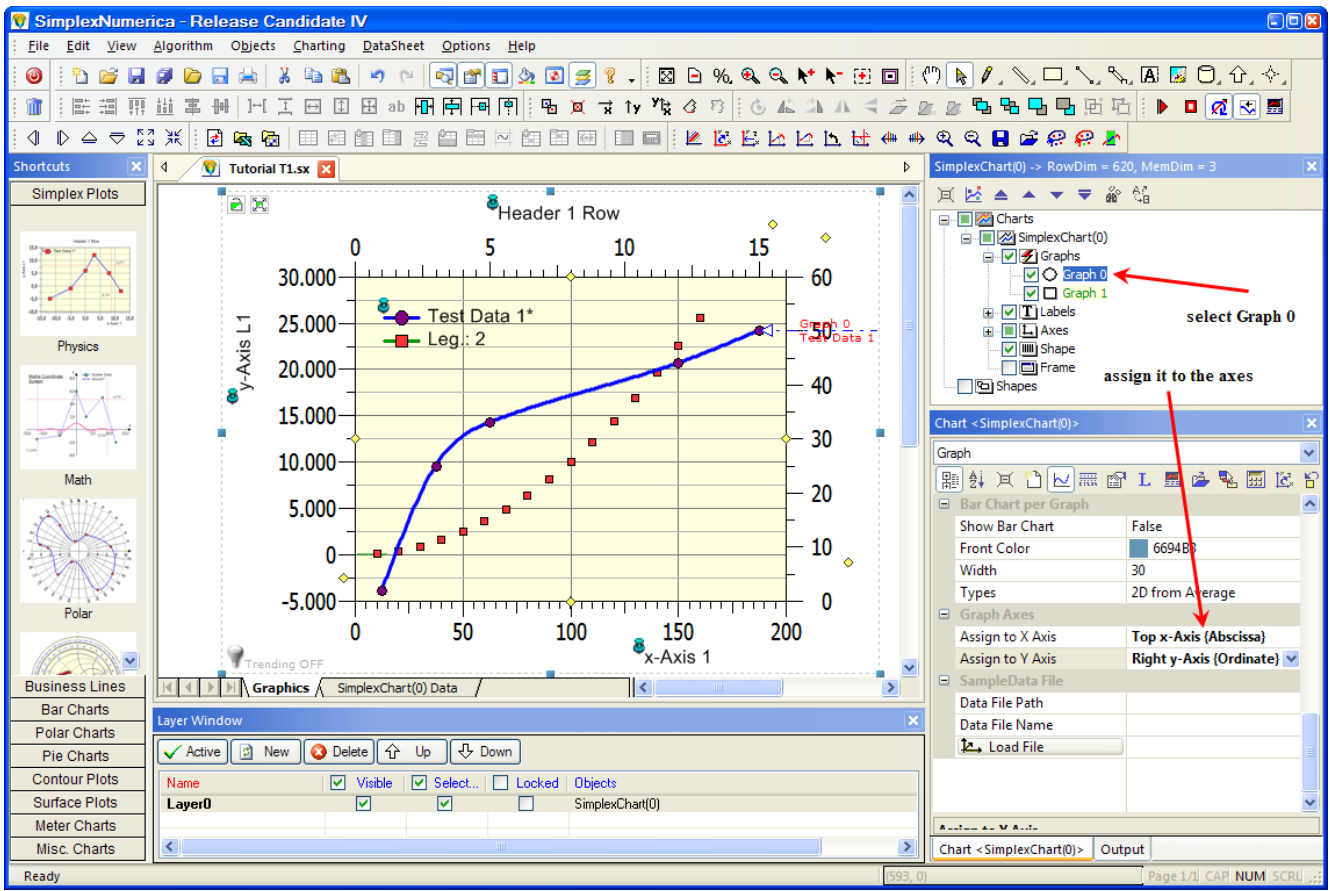 SimplexNumerica - Release Candidate IV
File Edit View Algorithm Objects Charting DataSheet Options Help
Shortcuts
Simplex Plots
Physics
Math
Polar
Business Lines
Bar Charts
Polar Charts
Pie Charts
Contour Plots
Surface Plots
Meter Charts
Misc. Charts
Tutorial T1.sx
Header 1 Row
0 5 10 15
30.000
25.000
20.000
15.000
10.000
5.000
0
-5.000
y-Axis L1
Test Data 1*
Leg.: 2
Graph 0
Test Data 1
60
50
40
30
20
10
0
0 50 100 150 200
x-Axis 1
Trending OFF
Graphics SimplexChart(0) Data
Layer Window
Active New Delete Up Down
Name Visible Select... Locked Objects
Layer0 SimplexChart(0)
SimplexChart(0) -> RowDim = 620, MemDim = 3
Charts
SimplexChart(0)
Graphs
Graph 0
Graph 1
Labels
Axes
Shape
Frame
Shapes
select Graph 0
assign it to the axes
Chart <SimplexChart(0)>
Graph
Bar Chart per Graph
Show Bar Chart False
Front Color
Width 30
Types 2D from Average
Graph Axes
Assign to X Axis Top x-Axis {Abscissa}
Assign to Y Axis Right y-Axis {Ordinate}
SampleData File
Data File Path
Data File Name
Load File
Chart <SimplexChart(0)> Output
Ready (593, 0) Page 1/1 CAP NUM SCRL